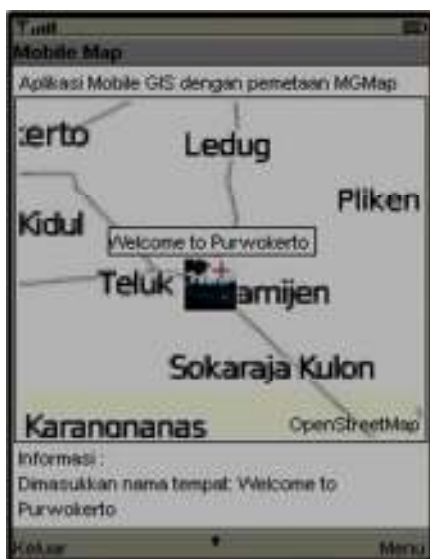 Mobile Map
Aplikasi Mobile GIS dengan pemetaan MGMap
erto
Ledug
Pliken
Kidul
Welcome to Purwokerto
Teluk
amijen
Sokaraja Kulon
Karangnanas
OpenStreetMap
Informasi :
Dimasukkan nama tempat: Welcome to
Purwokerto
Keluar
Menu